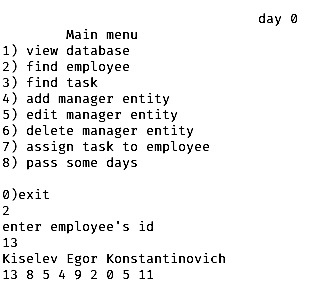 day 0
Main menu
1) view database
2) find employee
3) find task
4) add manager entity
5) edit manager entity
6) delete manager entity
7) assign task to employee
8) pass some days
0)exit
2
enter employee's id
13
Kiselev Egor Konstantinovich
13 8 5 4 9 2 0 5 11